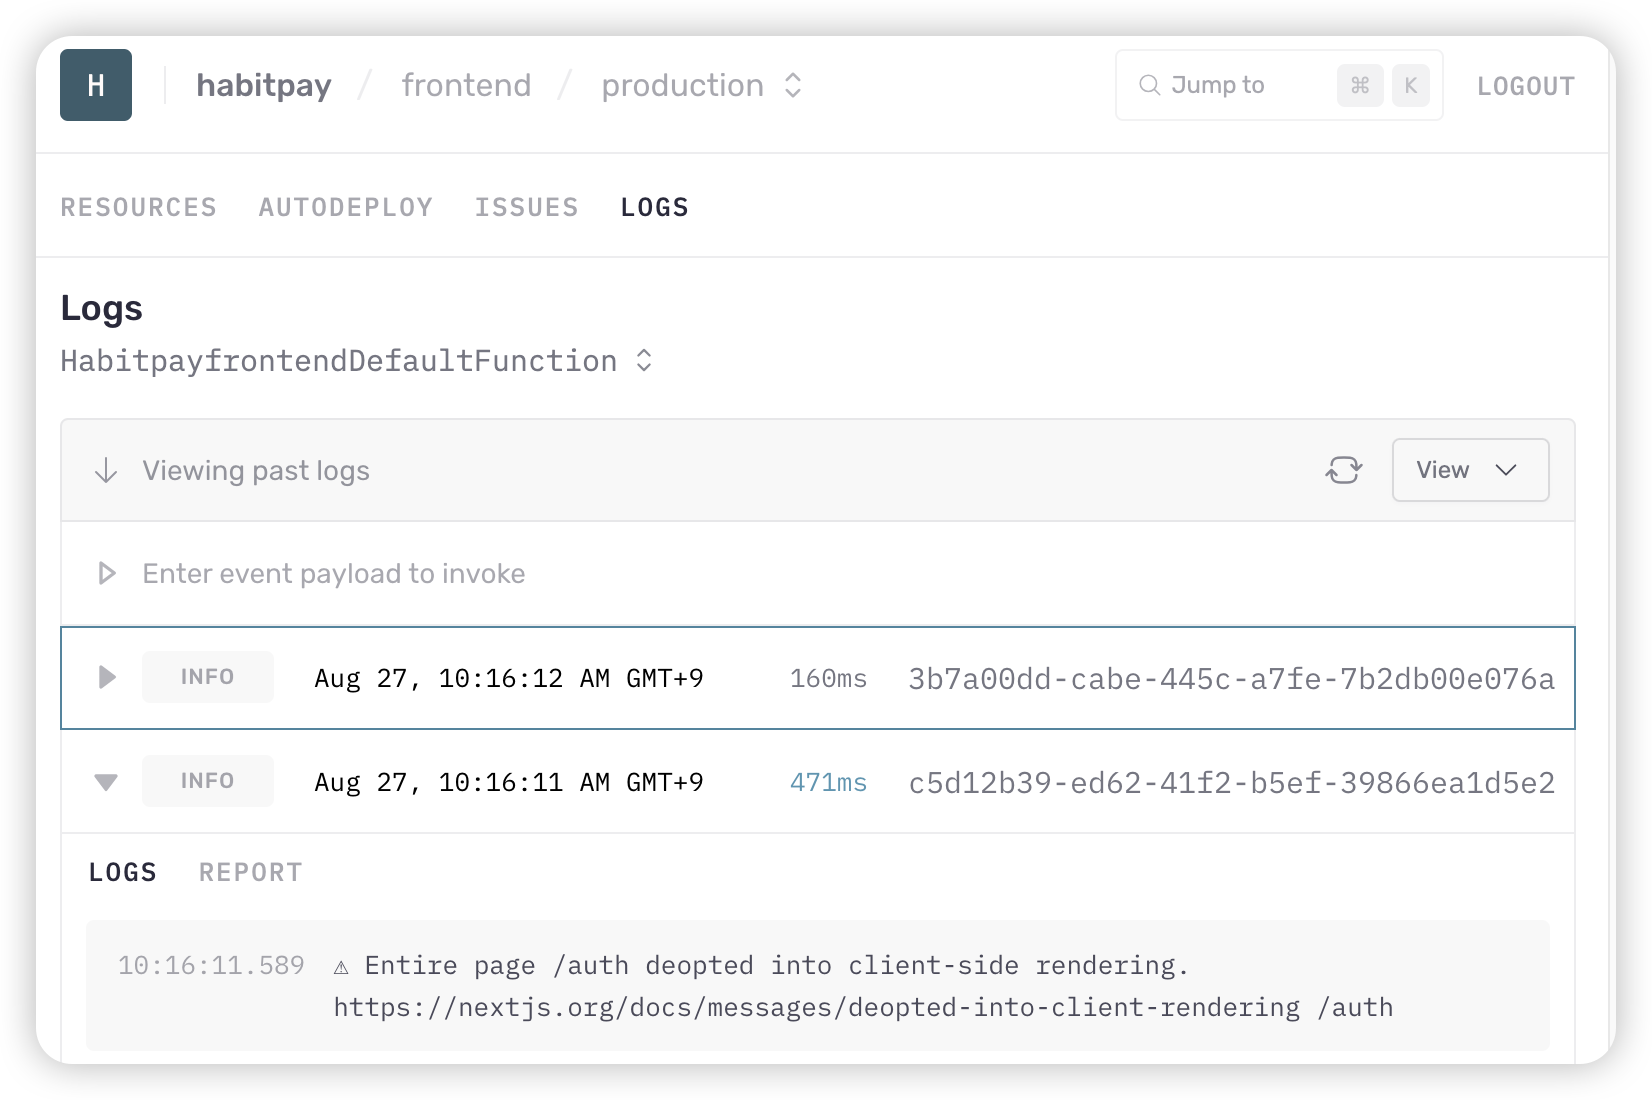 H habitpay / frontend / production Jump to ⌘ K LOGOUT
RESOURCES AUTODEPLOY ISSUES LOGS
Logs
HabitpayfrontendDefaultFunction
Viewing past logs View
Enter event payload to invoke
INFO Aug 27, 10:16:12 AM GMT+9 160ms 3b7a00dd-cabe-445c-a7fe-7b2db00e076a
INFO Aug 27, 10:16:11 AM GMT+9 471ms c5d12b39-ed62-41f2-b5ef-39866ea1d5e2
LOGS REPORT
10:16:11.589 ⚠ Entire page /auth deopted into client-side rendering.
https://nextjs.org/docs/messages/deopted-into-client-rendering /auth